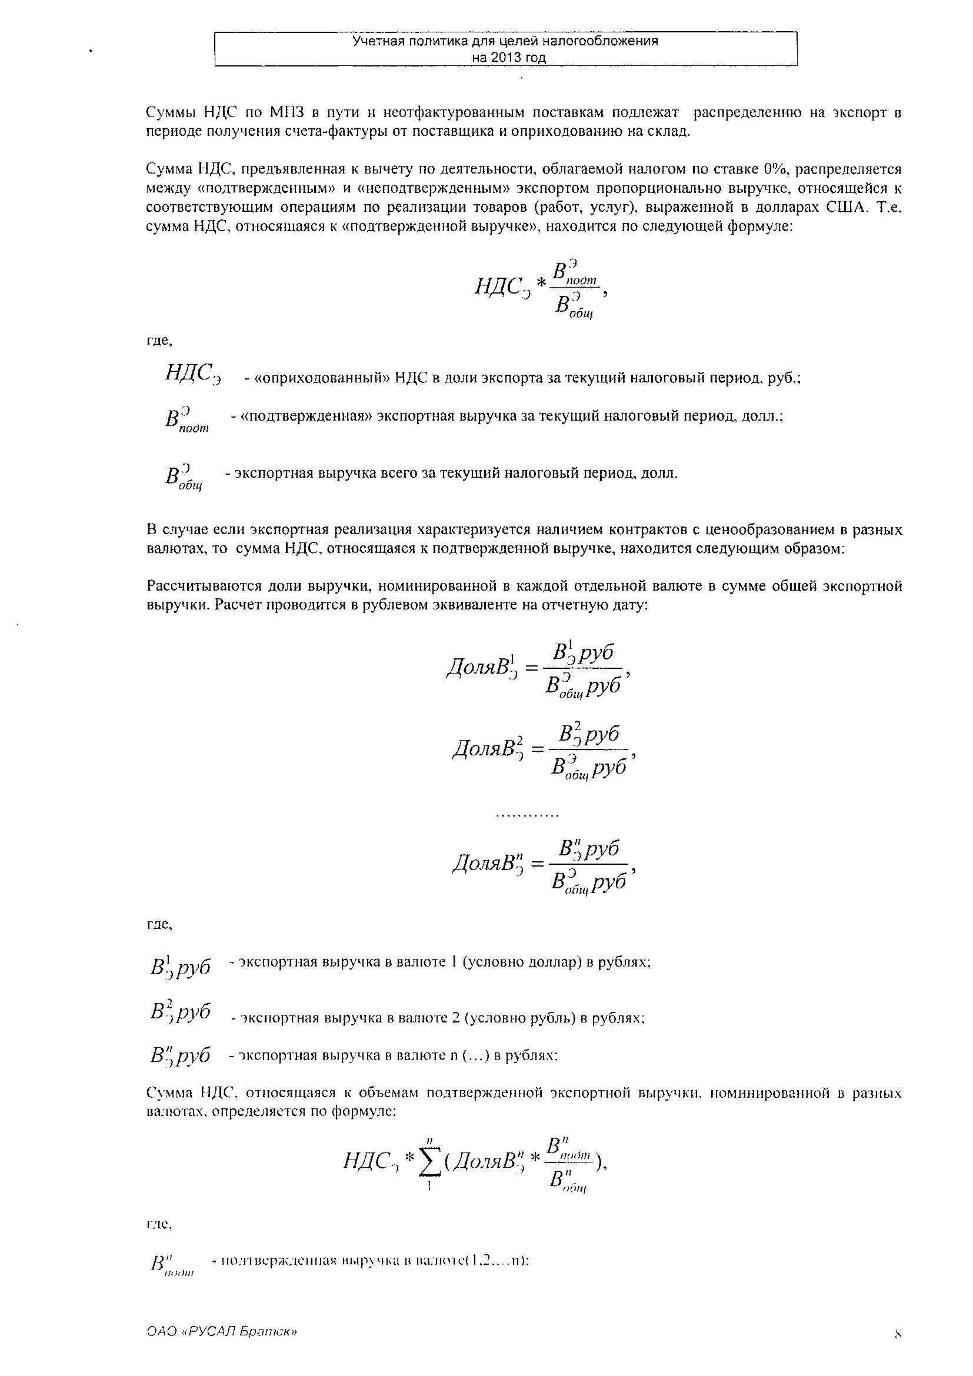 Учетная политика для целей налогообложения
на 2013 год
Суммы НДС по МПЗ в пути и неотфактурованным поставкам подлежат распределению на экспорт в
периоде получения счета-фактуры от поставщика и оприходованию на склад.
Сумма НДС, предъявленная к вычету по деятельности, облагаемой налогом по ставке 0%, распределяется
между «подтвержденным» и «неподтвержденным» экспортом пропорционально выручке, относящейся к
соответствующим операциям по реализации товаров (работ, услуг), выраженной в долларах США. Т.е.
сумма НДС, относящаяся к «подтвержденной выручке», находится по следующей формуле:
НДС_Э * В^Э_подт / В^Э_общ,
где,
НДС_Э - «оприходованный» НДС в доли экспорта за текущий налоговый период, руб.;
В^Э_подт - «подтвержденная» экспортная выручка за текущий налоговый период, долл.;
В^Э_общ - экспортная выручка всего за текущий налоговый период, долл.
В случае если экспортная реализация характеризуется наличием контрактов с ценообразованием в разных
валютах, то сумма НДС, относящаяся к подтвержденной выручке, находится следующим образом:
Рассчитываются доли выручки, номинированной в каждой отдельной валюте в сумме общей экспортной
выручки. Расчет проводится в рублевом эквиваленте на отчетную дату:
ДоляВ^1_Э = В^1_Э руб / В^Э_общ руб,
ДоляВ^2_Э = В^2_Э руб / В^Э_общ руб,
............
ДоляВ^n_Э = В^n_Э руб / В^Э_общ руб,
где,
В^1_Э руб - экспортная выручка в валюте 1 (условно доллар) в рублях;
В^2_Э руб - экспортная выручка в валюте 2 (условно рубль) в рублях;
В^n_Э руб - экспортная выручка в валюте n (…) в рублях;
Сумма НДС, относящаяся к объемам подтвержденной экспортной выручки, номинированной в разных
валютах, определяется по формуле:
НДС_Э * ∑^n_1 (ДоляВ^n_Э * В^n_подт / В^n_общ),
где,
В^n_подт - подтвержденная выручка в валюте(1,2….n);
ОАО «РУСАЛ Братск» 8